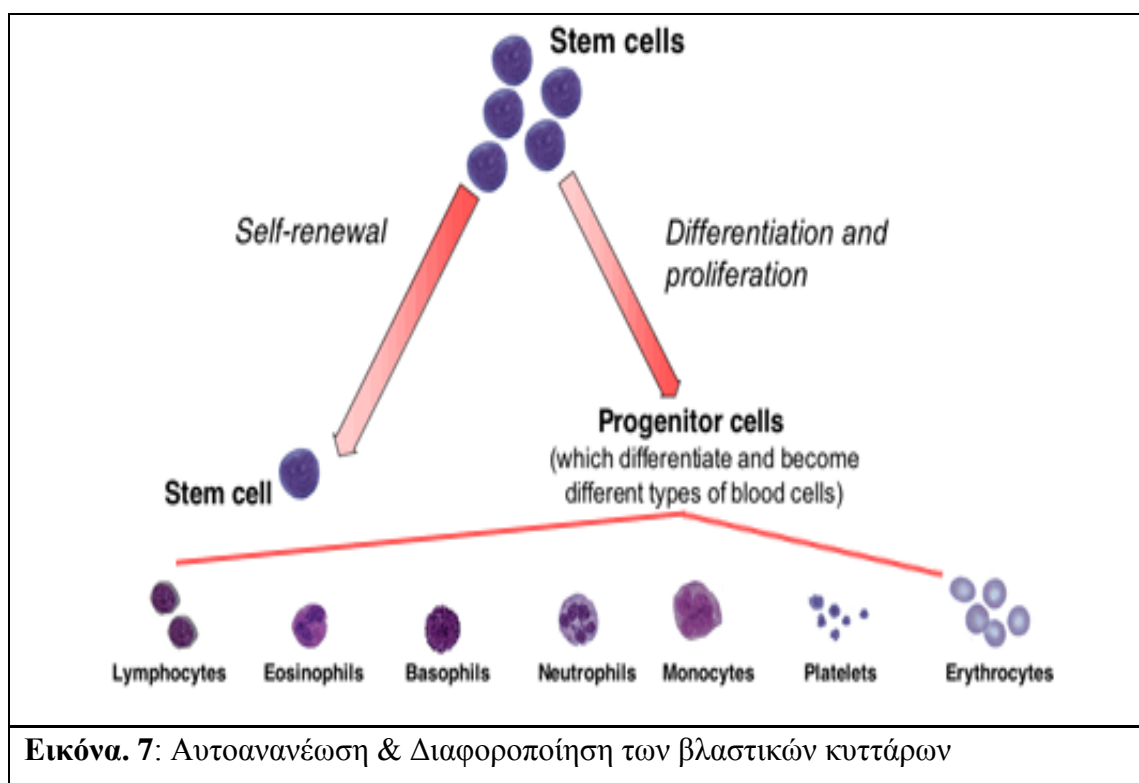 Stem cells
Self-renewal
Differentiation and
proliferation
Progenitor cells
(which differentiate and become
different types of blood cells)
Stem cell
Lymphocytes
Eosinophils
Basophils
Neutrophils
Monocytes
Platelets
Erythrocytes
Εικόνα. 7: Αυτοανανέωση & Διαφοροποίηση των βλαστικών κυττάρων